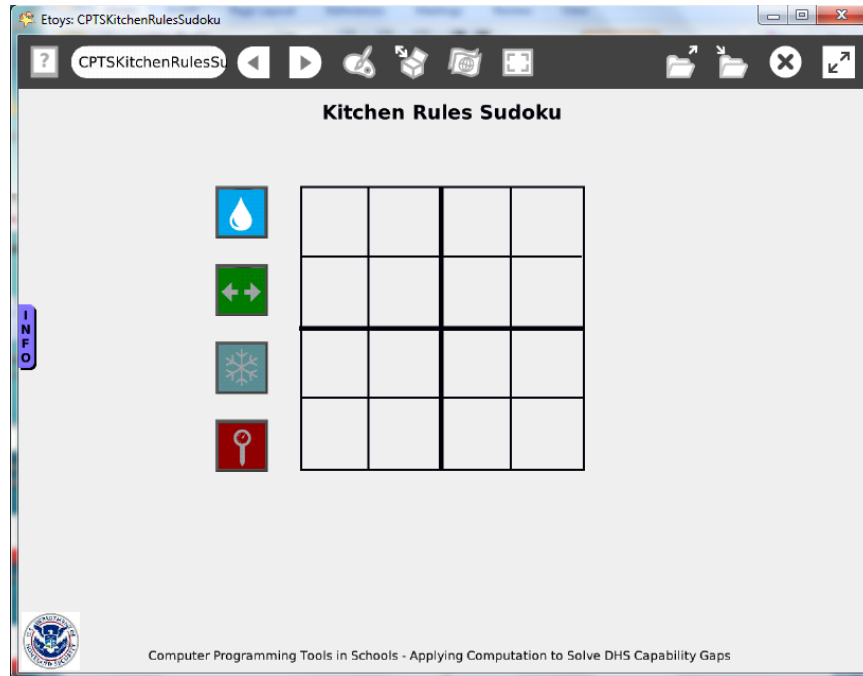 Etoys: CPTSKitchenRulesSudoku
? CPTSKitchenRulesSu
Kitchen Rules Sudoku
INFO
Computer Programming Tools in Schools - Applying Computation to Solve DHS Capability Gaps